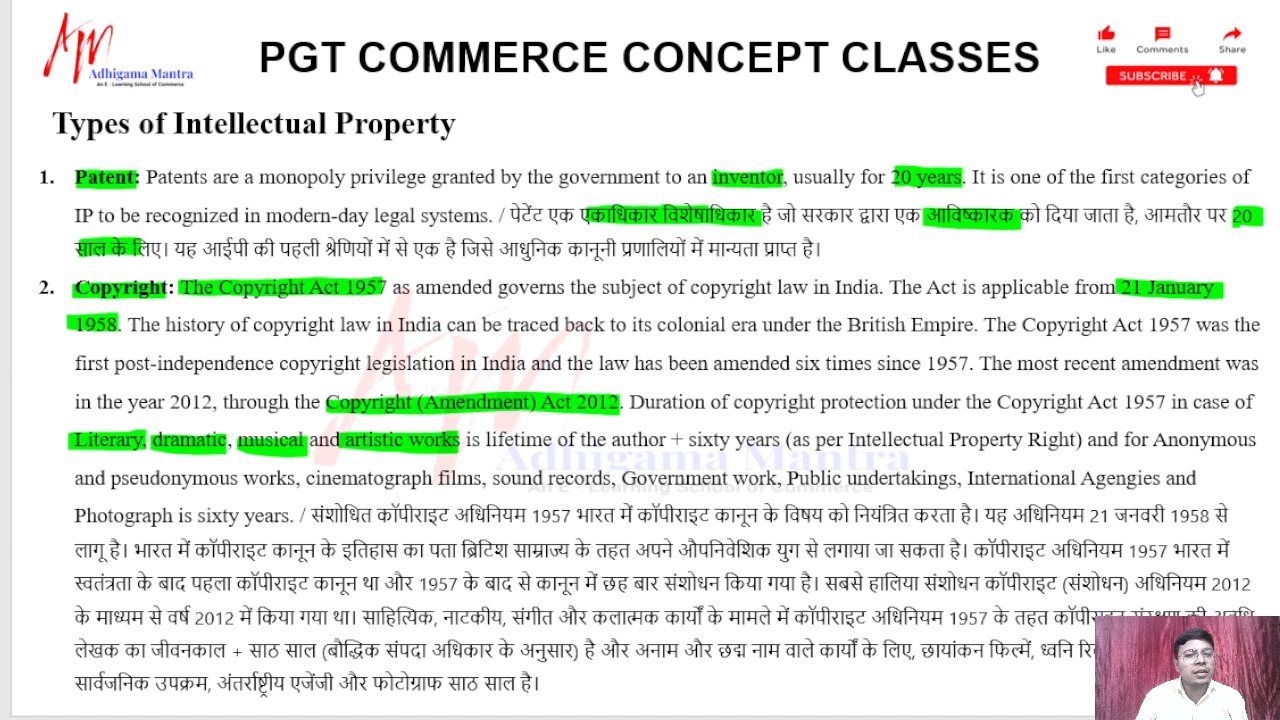 Adhigama Mantra
An E - Learning School of Commerce
PGT COMMERCE CONCEPT CLASSES
Like Comments Share
SUBSCRIBE
Types of Intellectual Property
1. Patent: Patents are a monopoly privilege granted by the government to an inventor, usually for 20 years. It is one of the first categories of
IP to be recognized in modern-day legal systems. / पेटेंट एक एकाधिकार विशेषाधिकार है जो सरकार द्वारा एक आविष्कारक को दिया जाता है, आमतौर पर 20
साल के लिए। यह आईपी की पहली श्रेणियों में से एक है जिसे आधुनिक कानूनी प्रणालियों में मान्यता प्राप्त है।
2. Copyright: The Copyright Act 1957 as amended governs the subject of copyright law in India. The Act is applicable from 21 January
1958. The history of copyright law in India can be traced back to its colonial era under the British Empire. The Copyright Act 1957 was the
first post-independence copyright legislation in India and the law has been amended six times since 1957. The most recent amendment was
in the year 2012, through the Copyright (Amendment) Act 2012. Duration of copyright protection under the Copyright Act 1957 in case of
Literary, dramatic, musical and artistic works is lifetime of the author + sixty years (as per Intellectual Property Right) and for Anonymous
and pseudonymous works, cinematograph films, sound records, Government work, Public undertakings, International Agengies and
Photograph is sixty years. / संशोधित कॉपीराइट अधिनियम 1957 भारत में कॉपीराइट कानून के विषय को नियंत्रित करता है। यह अधिनियम 21 जनवरी 1958 से
लागू है। भारत में कॉपीराइट कानून के इतिहास का पता ब्रिटिश साम्राज्य के तहत अपने औपनिवेशिक युग से लगाया जा सकता है। कॉपीराइट अधिनियम 1957 भारत में
स्वतंत्रता के बाद पहला कॉपीराइट कानून था और 1957 के बाद से कानून में छह बार संशोधन किया गया है। सबसे हालिया संशोधन कॉपीराइट (संशोधन) अधिनियम 2012
के माध्यम से वर्ष 2012 में किया गया था। साहित्यिक, नाटकीय, संगीत और कलात्मक कार्यों के मामले में कॉपीराइट अधिनियम 1957 के तहत
लेखक का जीवनकाल + साठ साल (बौद्धिक संपदा अधिकार के अनुसार) है और अनाम और छद्म नाम वाले कार्यों के लिए, छायांकन फिल्में, ध्वनि
सार्वजनिक उपक्रम, अंतर्राष्ट्रीय एजेंजी और फोटोग्राफ साठ साल है।
Adhigama Mantra
An E - Learning School of Commerce